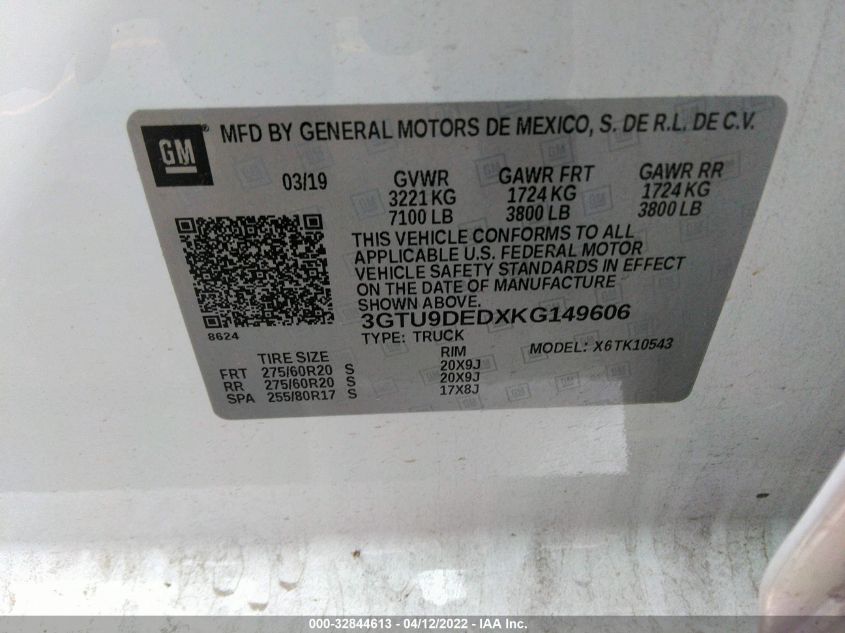 GM ® MFD BY GENERAL MOTORS DE MEXICO, S. DE R.L. DE C.V.
03/19 GVWR GAWR FRT GAWR RR
3221 KG 1724 KG 1724 KG
7100 LB 3800 LB 3800 LB
THIS VEHICLE CONFORMS TO ALL
APPLICABLE U.S. FEDERAL MOTOR
VEHICLE SAFETY STANDARDS IN EFFECT
ON THE DATE OF MANUFACTURE
SHOWN ABOVE.
3GTU9DEDXKG149606
8624 TYPE: TRUCK MODEL: X6 TK10543
TIRE SIZE RIM
FRT 275/60R20 S 20X9J
RR 275/60R20 S 20X9J
SPA 255/80R17 S 17X8J
000-32844613 - 04/12/2022 - IAA Inc.